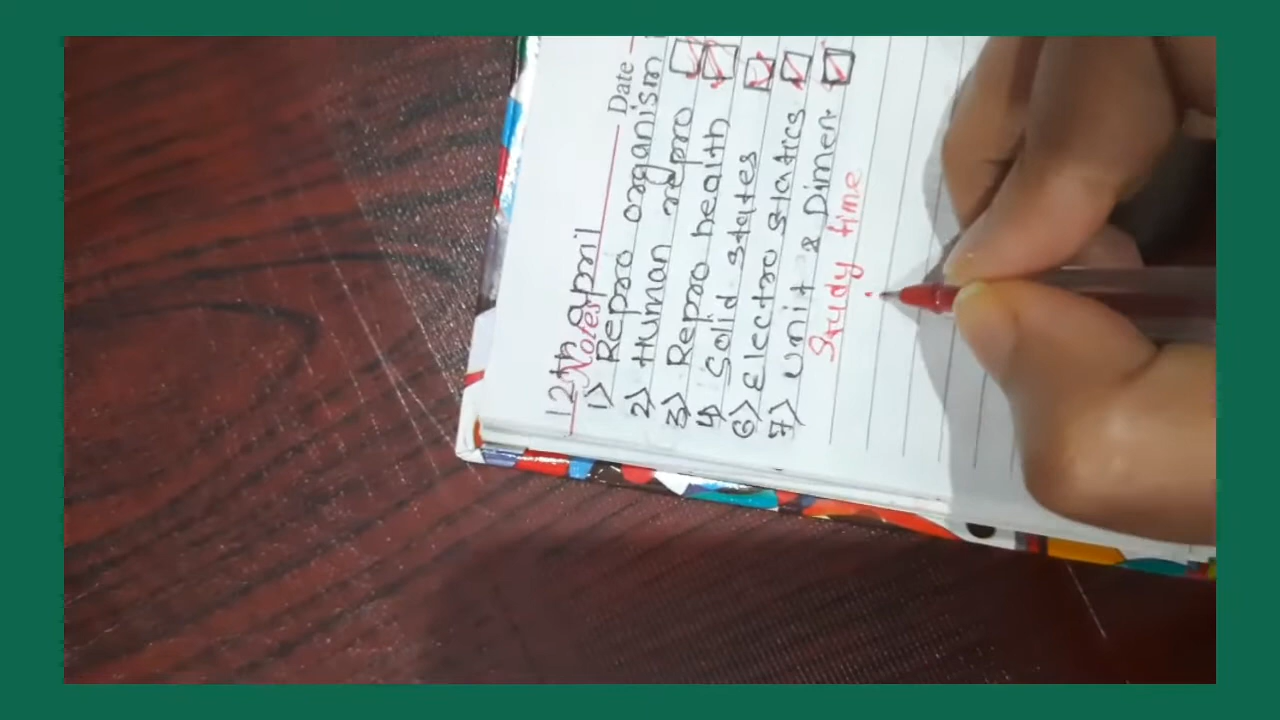 12th april
Notes Date
1) Repro organism
2) Human repro
3) Repro health
4) Solid states
6) Electro statics
7) Unit & Dimen.
Study time